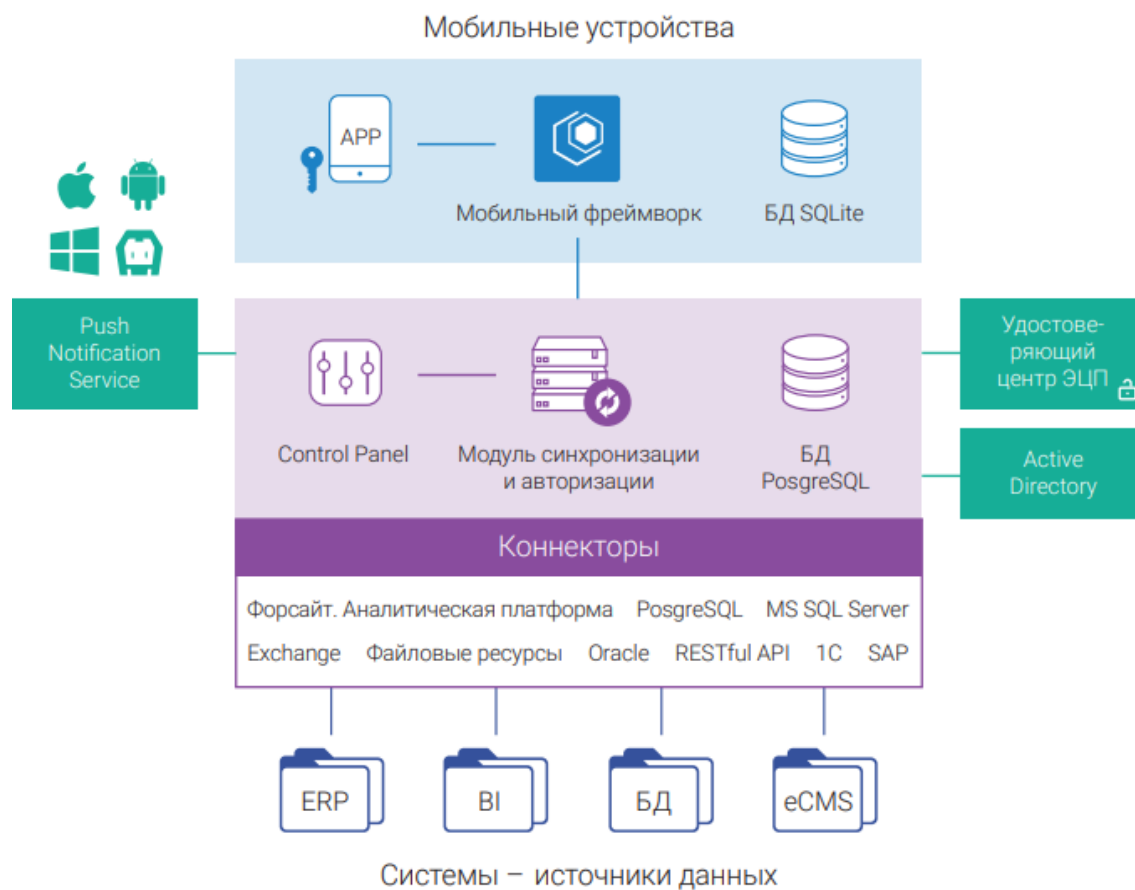 Мобильные устройства
APP
Мобильный фреймворк
БД SQLite
Push
Notification
Service
Control Panel
Модуль синхронизации
и авторизации
БД
PosgreSQL
Удостове-
ряющий
центр ЭЦП
Active
Directory
Коннекторы
Форсайт. Аналитическая платформа PosgreSQL MS SQL Server
Exchange Файловые ресурсы Oracle RESTful API 1C SAP
ERP
BI
БД
eCMS
Системы – источники данных